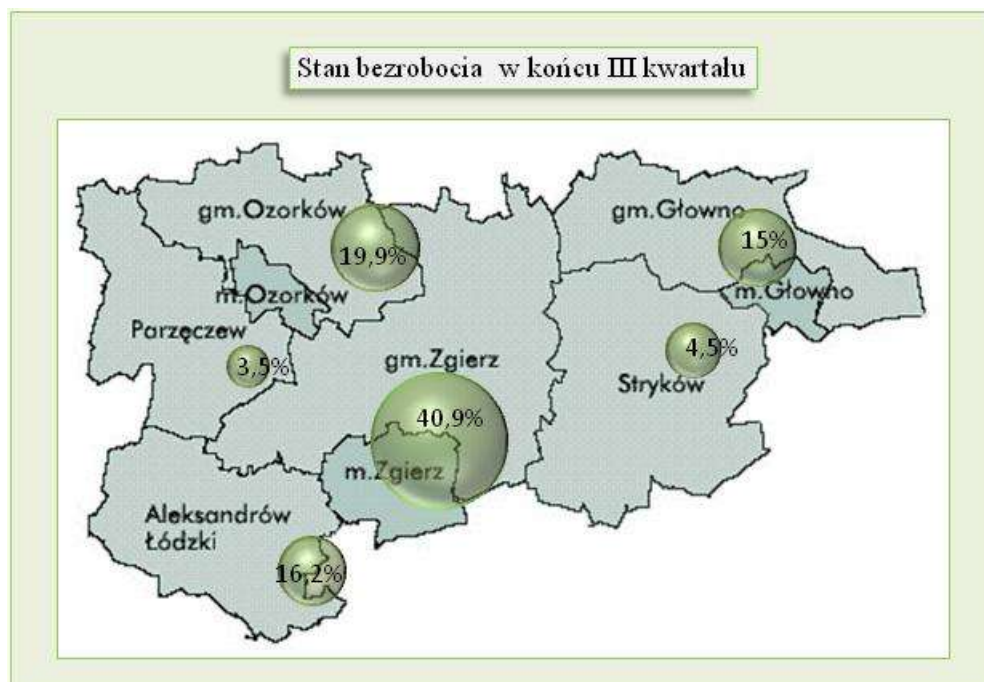 Stan bezrobocia w końcu III kwartału
gm.Ozorków
19,9%
m.Ozorków
Parzęczew
3,5%
gm.Zgierz
40,9%
m.Zgierz
Aleksandrów
Łódzki
16,2%
gm.Głowno
15%
m.Głowno
4,5%
Stryków